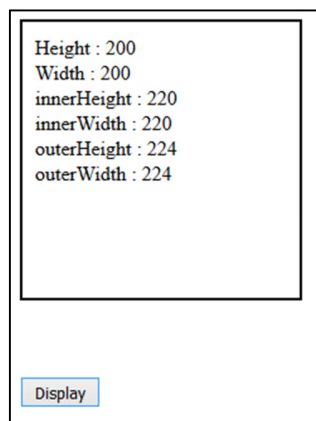 Height : 200
Width : 200
innerHeight : 220
innerWidth : 220
outerHeight : 224
outerWidth : 224
Display